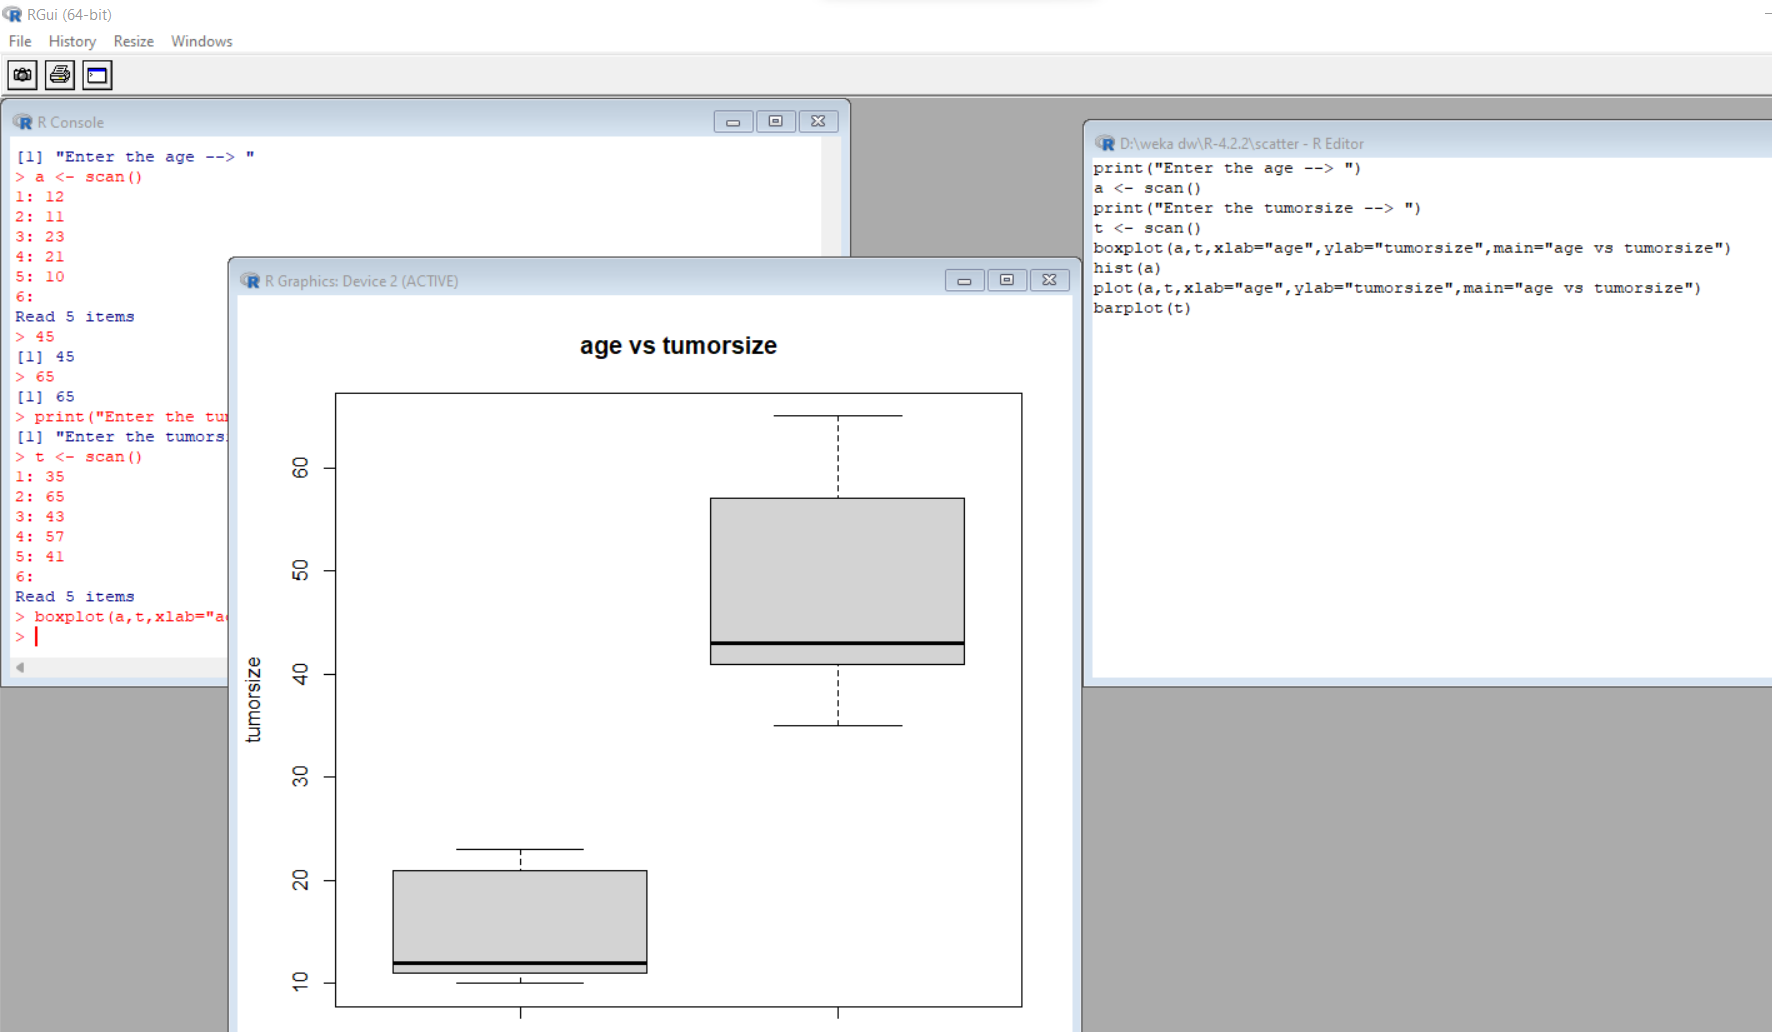 RGui (64-bit)
File History Resize Windows
R Console
[1] "Enter the age --> "
> a <- scan()
1: 12
2: 11
3: 23
4: 21
5: 10
6:
Read 5 items
> 45
[1] 45
> 65
[1] 65
> print("Enter the tu
[1] "Enter the tumors
> t <- scan()
1: 35
2: 65
3: 43
4: 57
5: 41
6:
Read 5 items
> boxplot(a,t,xlab="a
>
R Graphics: Device 2 (ACTIVE)
age vs tumorsize
tumorsize
60
50
40
30
20
10
D:\weka dw\R-4.2.2\scatter - R Editor
print("Enter the age --> ")
a <- scan()
print("Enter the tumorsize --> ")
t <- scan()
boxplot(a,t,xlab="age",ylab="tumorsize",main="age vs tumorsize")
hist(a)
plot(a,t,xlab="age",ylab="tumorsize",main="age vs tumorsize")
barplot(t)